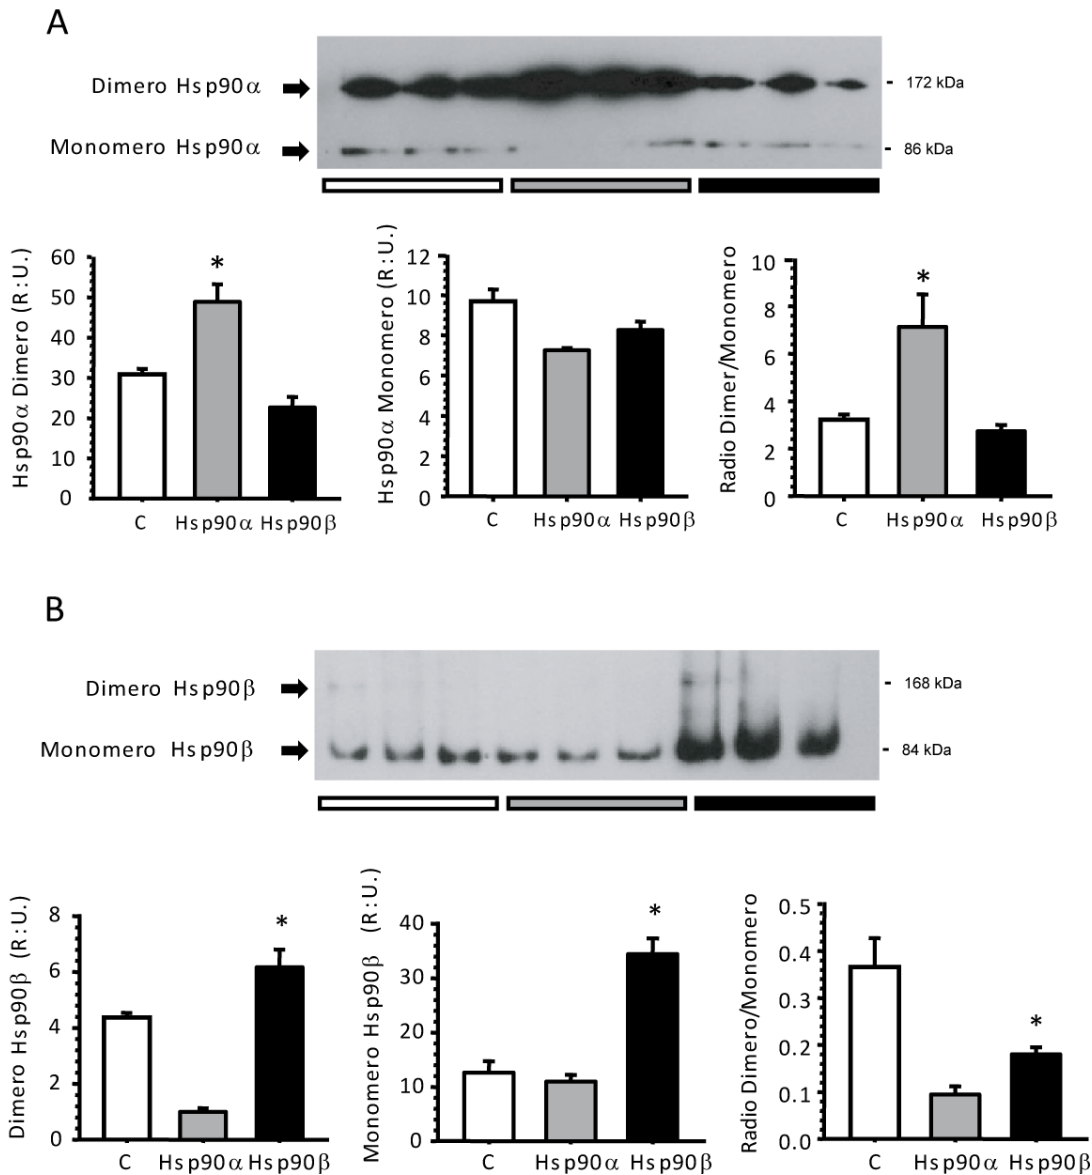 A
Dimero Hsp90α
172 kDa
Monomero Hsp90α
86 kDa
Hsp90α Dimero (R:U.)
60
50
40
30
20
10
0
*
C Hsp90α Hsp90β
Hsp90α Monomero (R:U.)
12
10
8
6
4
2
0
C Hsp90α Hsp90β
Radio Dimer/Monomero
10
8
6
4
2
0
*
C Hsp90α Hsp90β
B
Dimero Hsp90β
168 kDa
Monomero Hsp90β
84 kDa
Dimero Hsp90β (R:U.)
8
6
4
2
0
*
C Hsp90α Hsp90β
Monomero Hsp90β (R:U.)
40
30
20
10
0
*
C Hsp90α Hsp90β
Radio Dimero/Monomero
0.5
0.4
0.3
0.2
0.1
0.0
*
C Hsp90α Hsp90β